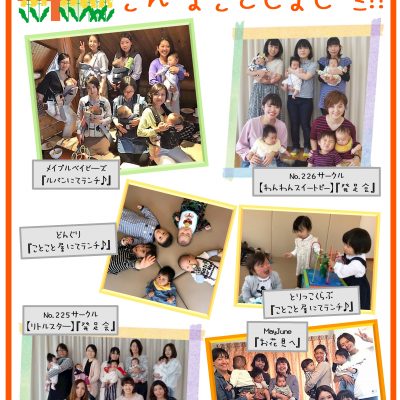 こんなことしました!!
メイプルベイビーズ
『ルパンにてランチ♪』
No.226サークル
【わんわんスイートピー】『発足会』
どんぐり
『ことこと屋にてランチ♪』
とりっこくらぶ
『ことこと屋にてランチ♪』
No.225サークル
【リトルスター】『発足会』
MayJune
『お花見へ』